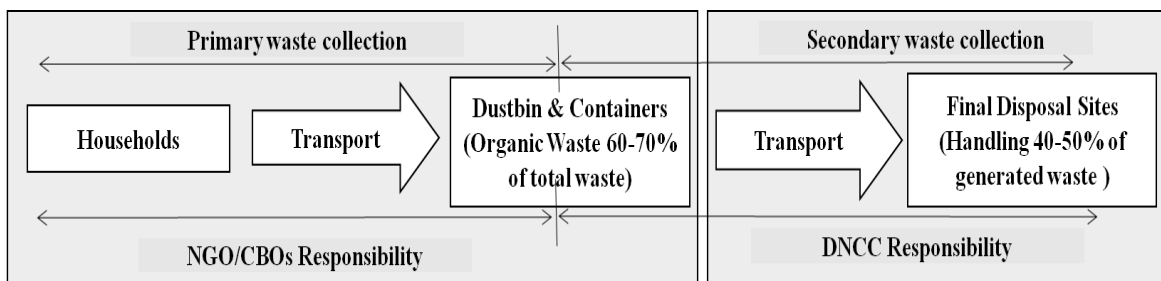 Primary waste collection
Secondary waste collection
Households
Transport
Dustbin & Containers
(Organic Waste 60-70%
of total waste)
Transport
Final Disposal Sites
(Handling 40-50% of
generated waste )
NGO/CBOs Responsibility
DNCC Responsibility